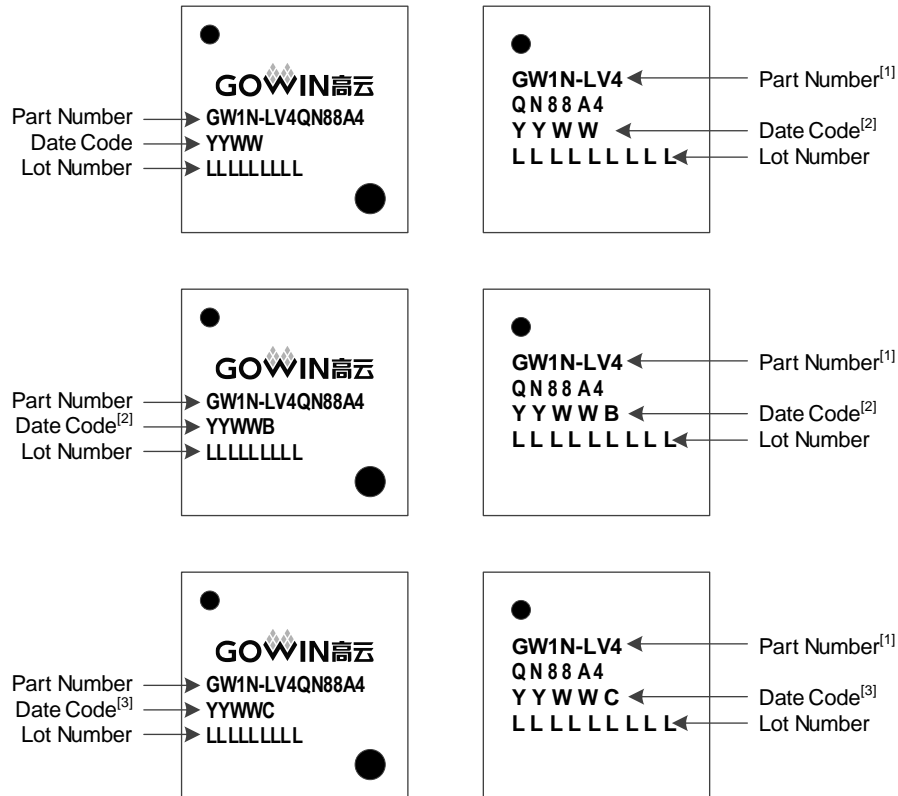 GOWIN高云
Part Number
GW1N-LV4QN88A4
Date Code
YYWW
Lot Number
LLLLLLLLL
GW1N-LV4
Part Number[1]
QN88A4
YYWW
Date Code[2]
LLLLLLLLL
Lot Number
GOWIN高云
Part Number
GW1N-LV4QN88A4
Date Code[2]
YYWWB
Lot Number
LLLLLLLLL
GW1N-LV4
Part Number[1]
QN88A4
YYWWB
Date Code[2]
LLLLLLLLL
Lot Number
GOWIN高云
Part Number
GW1N-LV4QN88A4
Date Code[3]
YYWWC
Lot Number
LLLLLLLLL
GW1N-LV4
Part Number[1]
QN88A4
YYWWC
Date Code[3]
LLLLLLLLL
Lot Number